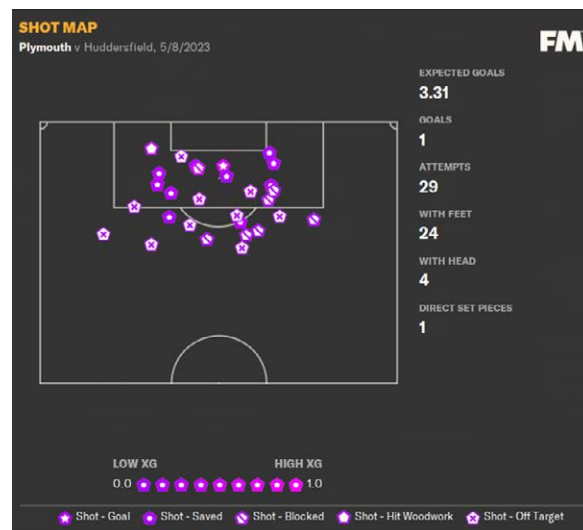 SHOT MAP
Plymouth v Huddersfield, 5/8/2023
FM
EXPECTED GOALS
3.31
GOALS
1
ATTEMPTS
29
WITH FEET
24
WITH HEAD
4
DIRECT SET PIECES
1
LOW XG HIGH XG
0.0 1.0
Shot - Goal Shot - Saved Shot - Blocked Shot - Hit Woodwork Shot - Off Target